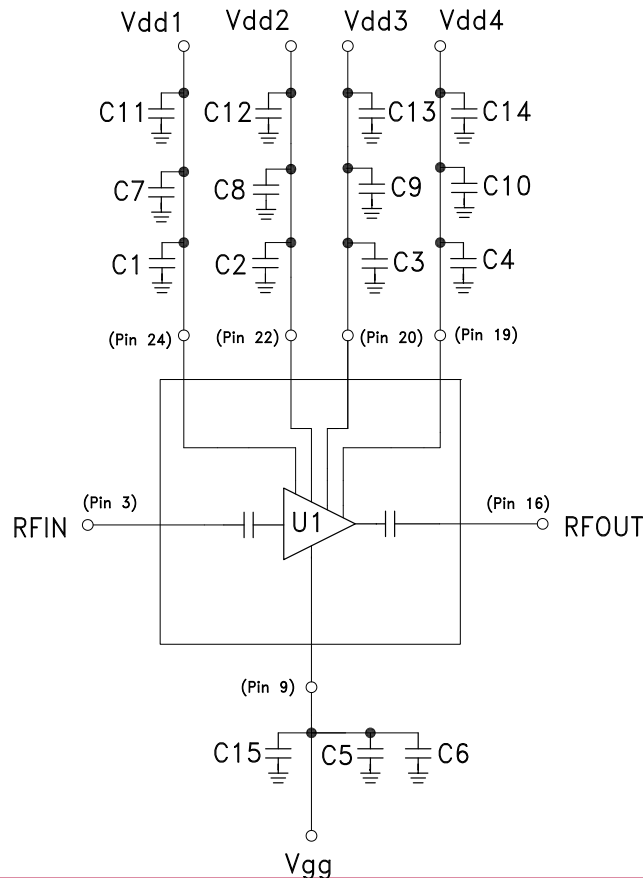 Vdd1 Vdd2 Vdd3 Vdd4
C11 C12 C13 C14
C7 C8 C9 C10
C1 C2 C3 C4
(Pin 24) (Pin 22) (Pin 20) (Pin 19)
(Pin 3) (Pin 16)
RFIN U1 RFOUT
(Pin 9)
C15 C5 C6
Vgg